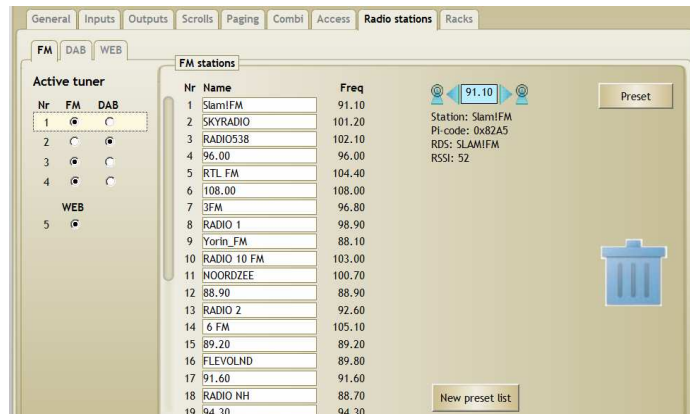 General Inputs Outputs Scrolls Paging Combi Access Radio stations Racks
FM DAB WEB
Active tuner
Nr FM DAB
1
2
3
4
WEB
5
FM stations
Nr Name Freq
1 Slam!FM 91.10
2 SKYRADIO 101.20
3 RADIO538 102.10
4 96.00 96.00
5 RTL FM 104.40
6 108.00 108.00
7 3FM 96.80
8 RADIO 1 98.90
9 Yorin_FM 88.10
10 RADIO 10 FM 103.00
11 NOORDZEE 100.70
12 88.90 88.90
13 RADIO 2 92.60
14 6 FM 105.10
15 89.20 89.20
16 FLEVOLND 89.80
17 91.60 91.60
18 RADIO NH 88.70
19 94.30 94.30
91.10
Station: Slam!FM
PI-code: 0x82A5
RDS: SLAM!FM
RSSI: 52
Preset
New preset list